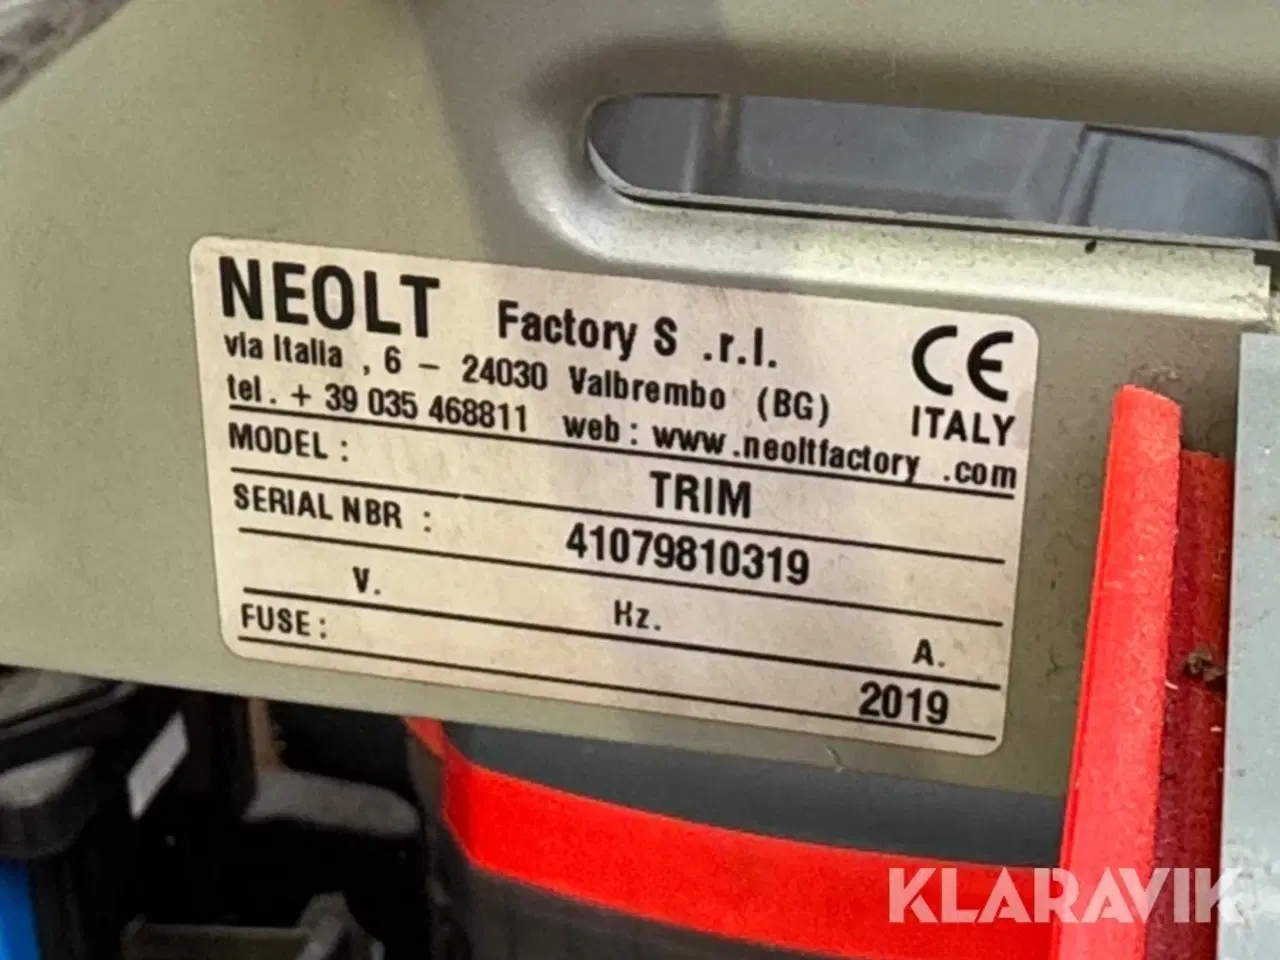 NEOLT Factory S .r.l.
via Italia , 6 - 24030 Valbrembo (BG)
tel. + 39 035 468811 web : www .neoltfactory .com
CE
ITALY
MODEL : TRIM
SERIAL NBR : 41079810319
V. Hz. A.
FUSE : 2019
KLARAVIK